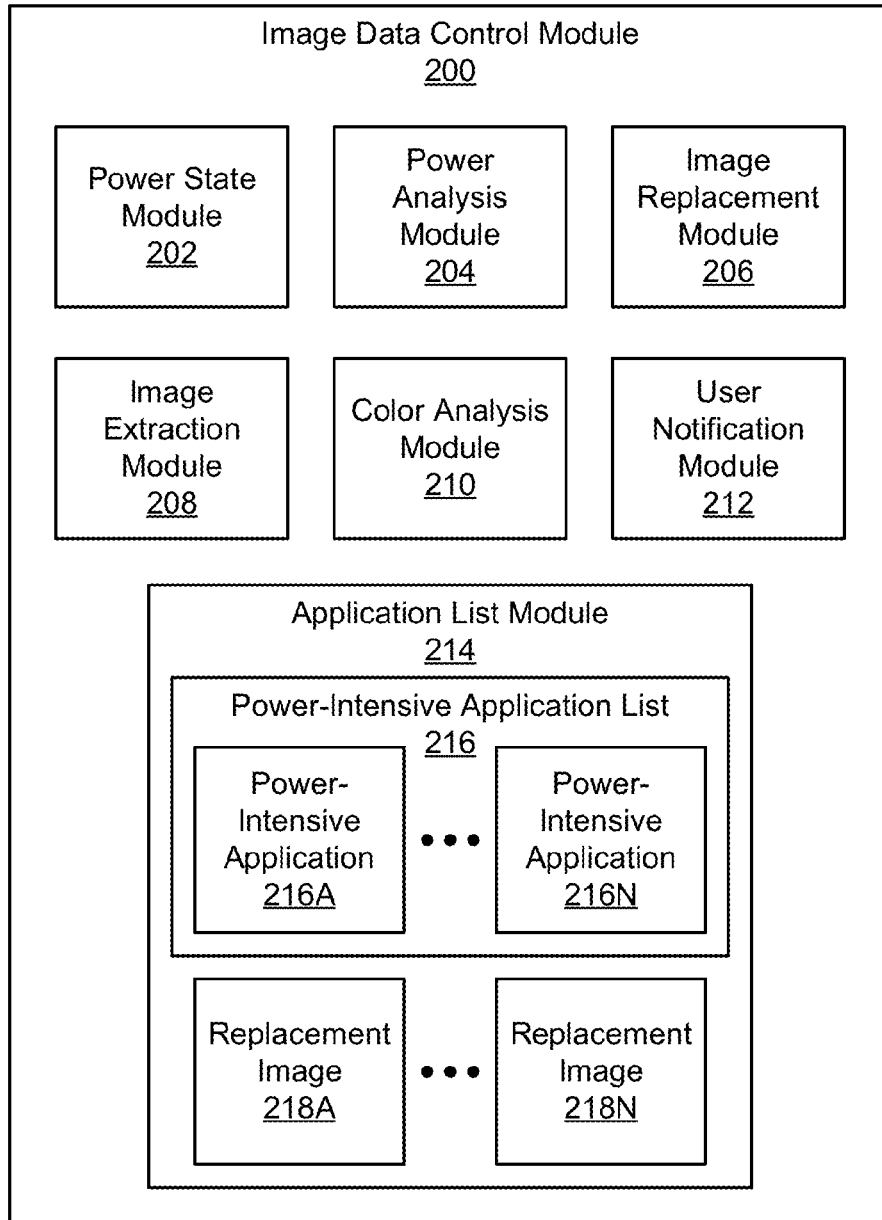 Image Data Control Module
200
Power State
Module
202
Power
Analysis
Module
204
Image
Replacement
Module
206
Image
Extraction
Module
208
Color Analysis
Module
210
User
Notification
Module
212
Application List Module
214
Power-Intensive Application List
216
Power-
Intensive
Application
216A
Power-
Intensive
Application
216N
Replacement
Image
218A
Replacement
Image
218N